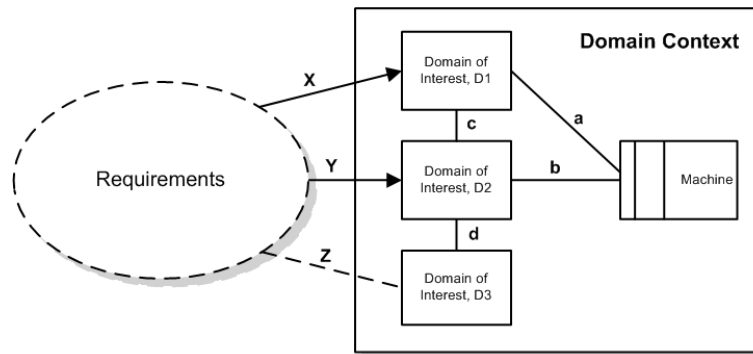 Domain Context
Domain of
Interest, D1
X
a
c
Requirements
Y
Domain of
Interest, D2
b
Machine
d
Z
Domain of
Interest, D3